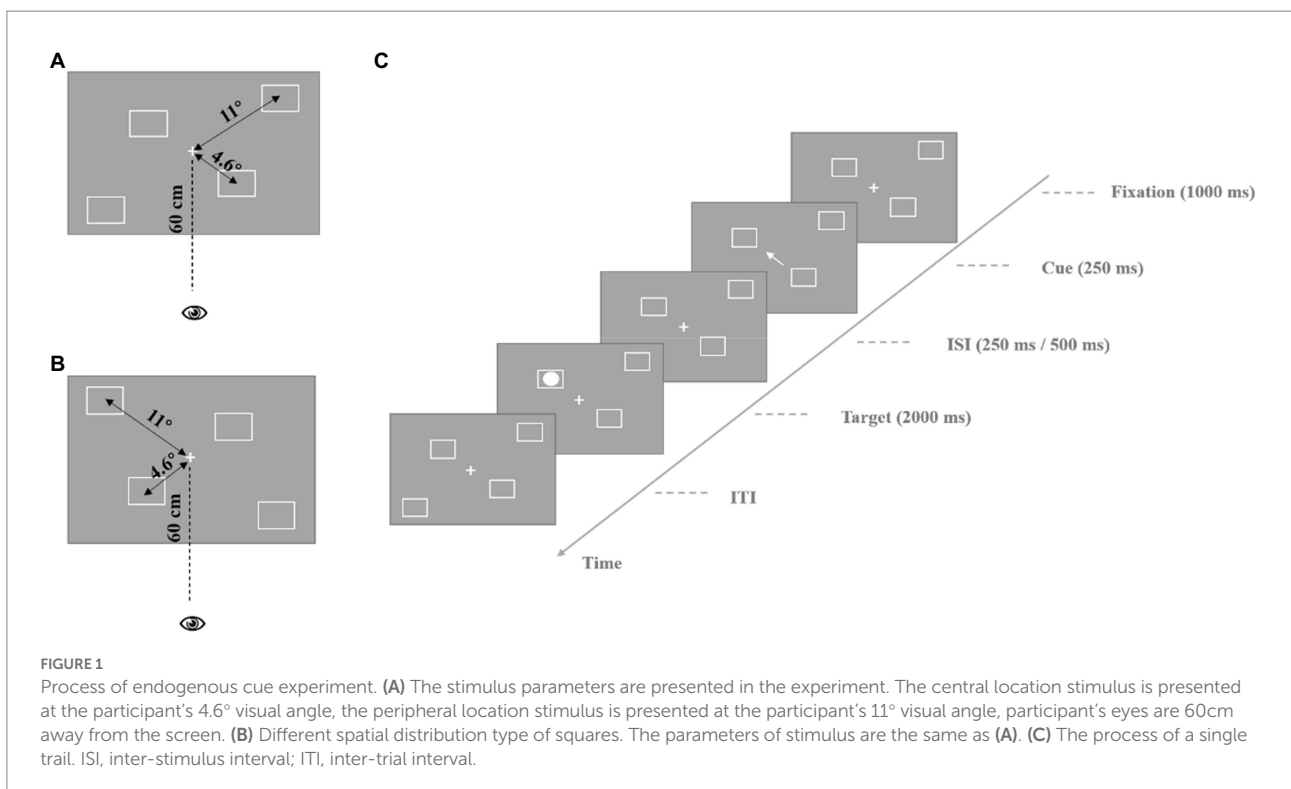 A
11°
4.6°
60 cm
B
11°
4.6°
60 cm
C
Fixation (1000 ms)
Cue (250 ms)
ISI (250 ms / 500 ms)
Target (2000 ms)
ITI
Time
FIGURE 1
Process of endogenous cue experiment. (A) The stimulus parameters are presented in the experiment. The central location stimulus is presented
at the participant's 4.6° visual angle, the peripheral location stimulus is presented at the participant's 11° visual angle, participant's eyes are 60cm
away from the screen. (B) Different spatial distribution type of squares. The parameters of stimulus are the same as (A). (C) The process of a single
trail. ISI, inter-stimulus interval; ITI, inter-trial interval.